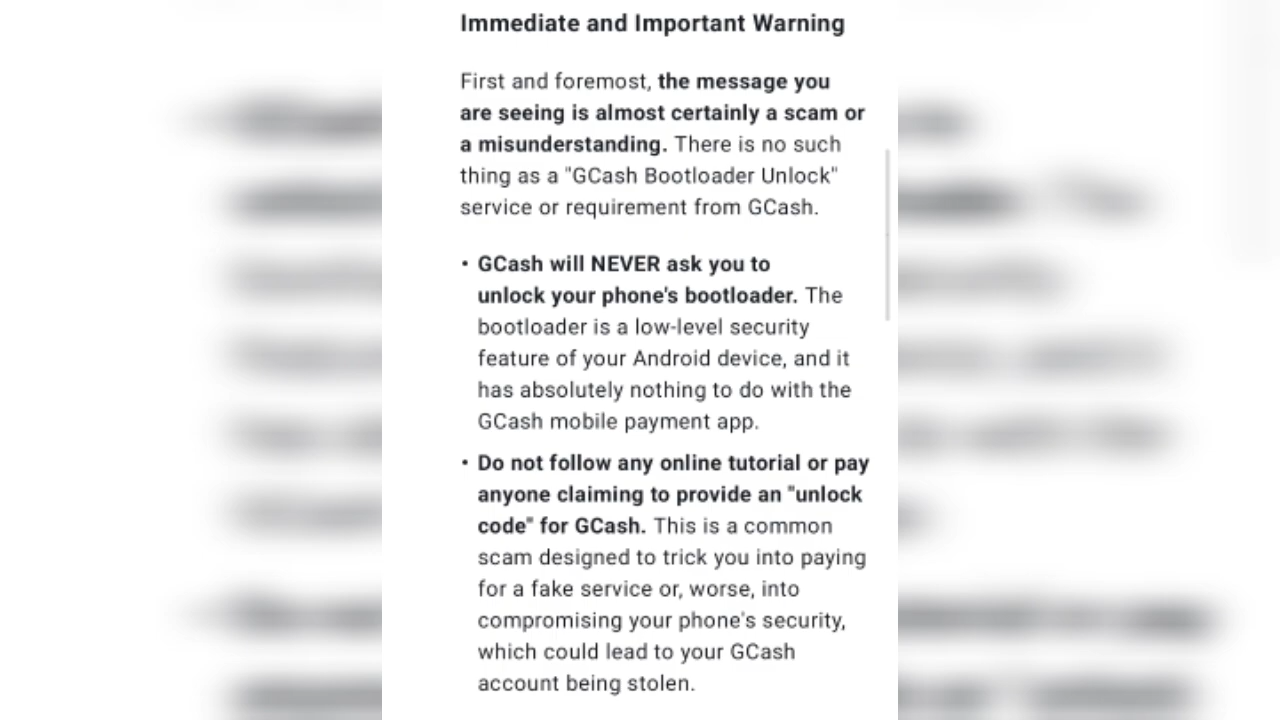 Immediate and Important Warning
First and foremost, the message you
are seeing is almost certainly a scam or
a misunderstanding. There is no such
thing as a "GCash Bootloader Unlock"
service or requirement from GCash.
• GCash will NEVER ask you to
unlock your phone's bootloader. The
bootloader is a low-level security
feature of your Android device, and it
has absolutely nothing to do with the
GCash mobile payment app.
• Do not follow any online tutorial or pay
anyone claiming to provide an "unlock
code" for GCash. This is a common
scam designed to trick you into paying
for a fake service or, worse, into
compromising your phone's security,
which could lead to your GCash
account being stolen.